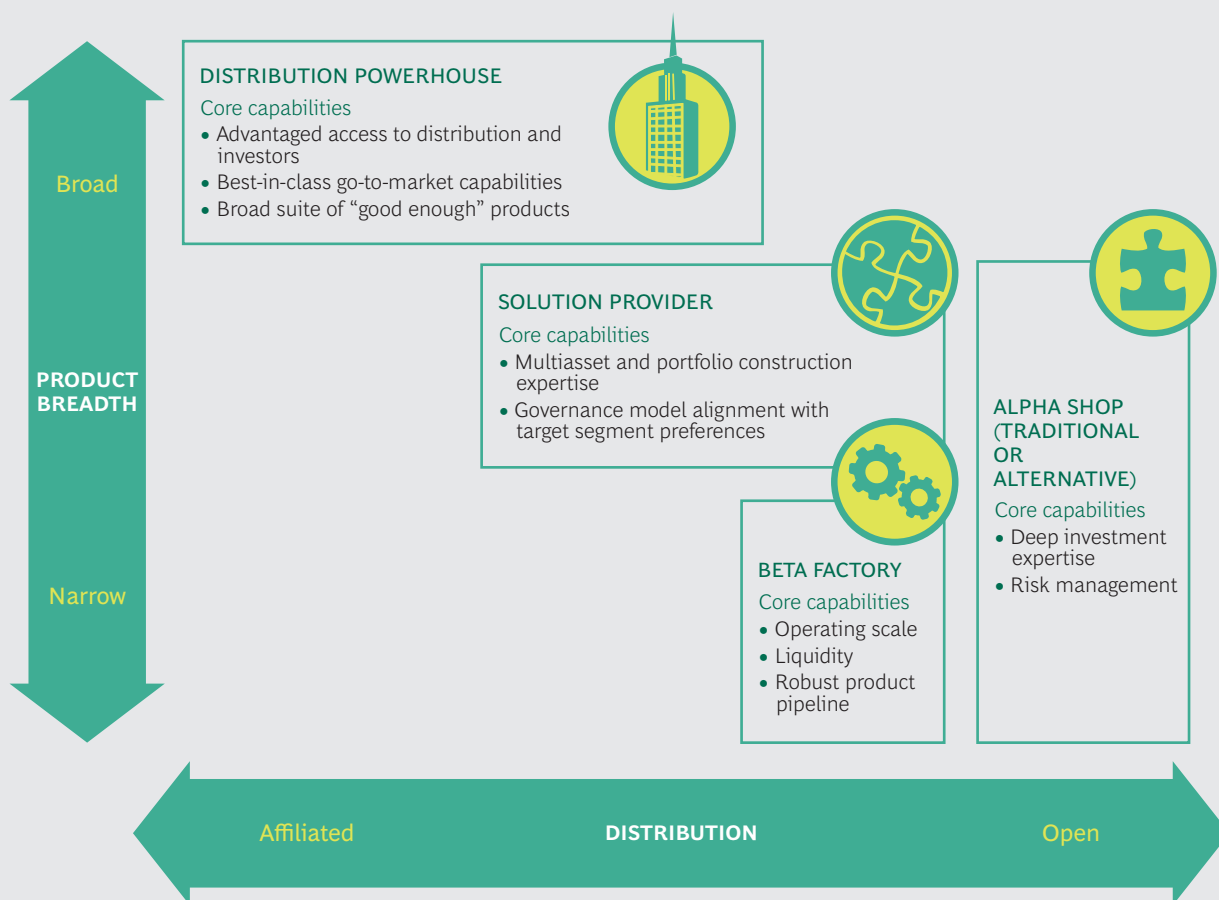 DISTRIBUTION POWERHOUSE
Core capabilities
• Advantaged access to distribution and
investors
• Best-in-class go-to-market capabilities
• Broad suite of “good enough” products
Broad
PRODUCT
BREADTH
Narrow
SOLUTION PROVIDER
Core capabilities
• Multiasset and portfolio construction
expertise
• Governance model alignment with
target segment preferences
BETA FACTORY
Core capabilities
• Operating scale
• Liquidity
• Robust product
pipeline
ALPHA SHOP
(TRADITIONAL
OR
ALTERNATIVE)
Core capabilities
• Deep investment
expertise
• Risk management
Affiliated
DISTRIBUTION
Open